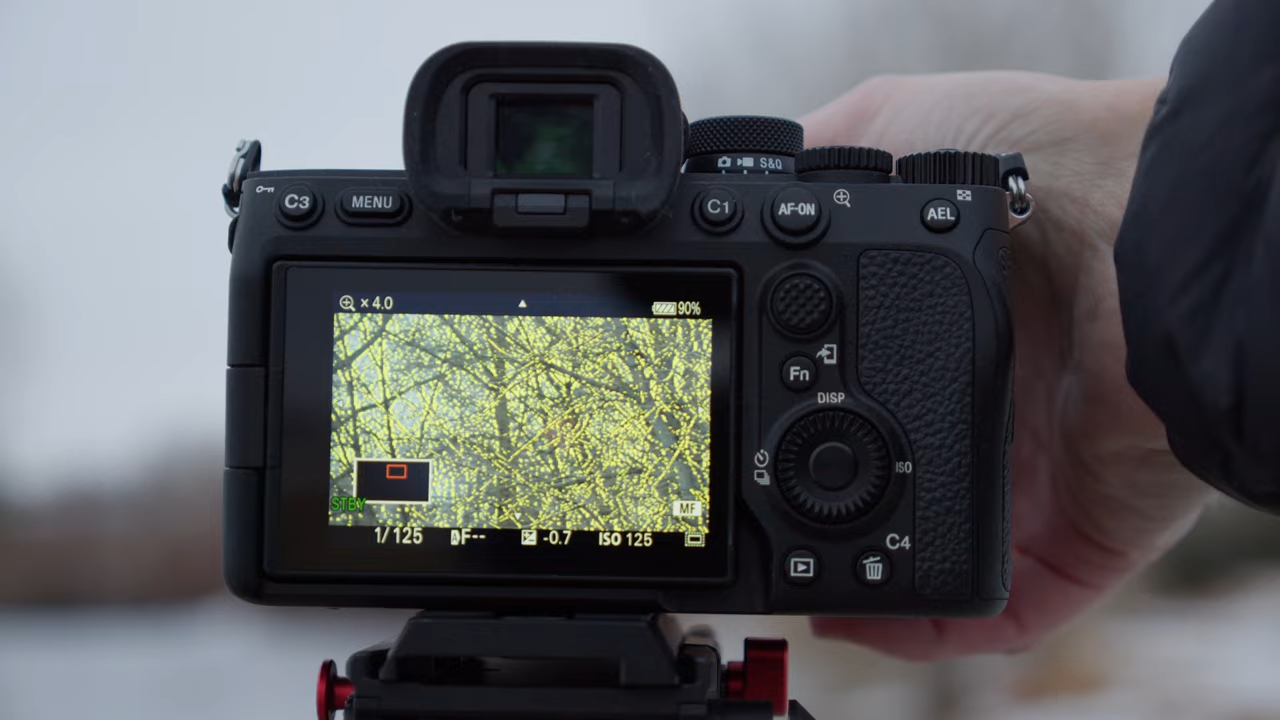 S&Q
C3 MENU C1 AF-ON AEL
× 4.0 90%
Fn
DISP
ISO
STBY
MF
1/125 F-- -0.7 ISO 125
C4